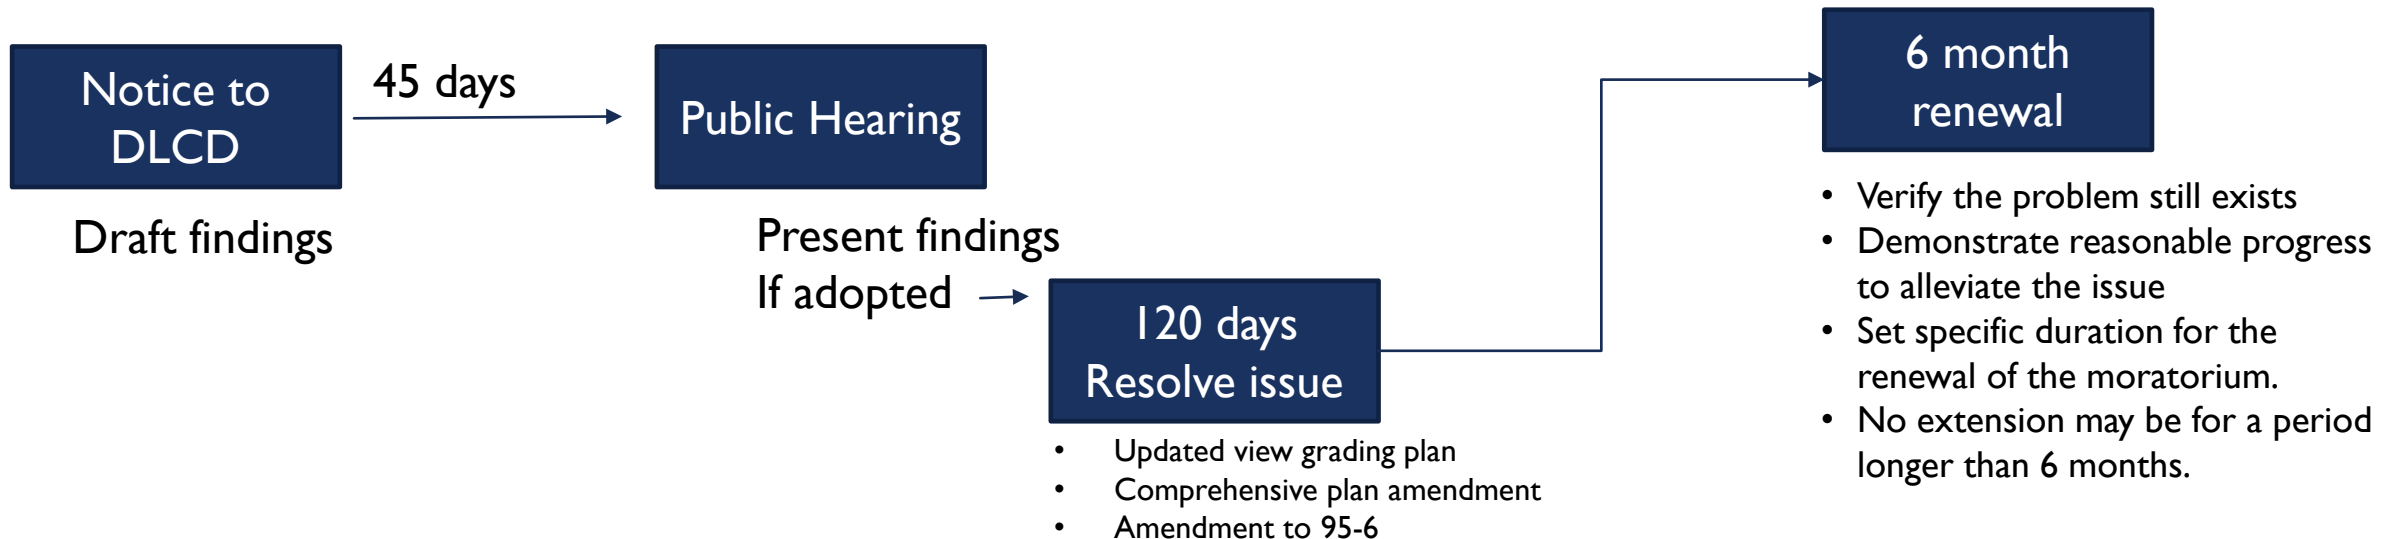 Notice to
DLCD
45 days
Draft findings
Public Hearing
Present findings
If adopted
120 days
Resolve issue
• Updated view grading plan
• Comprehensive plan amendment
• Amendment to 95-6
6 month
renewal
• Verify the problem still exists
• Demonstrate reasonable progress
to alleviate the issue
• Set specific duration for the
renewal of the moratorium.
• No extension may be for a period
longer than 6 months.